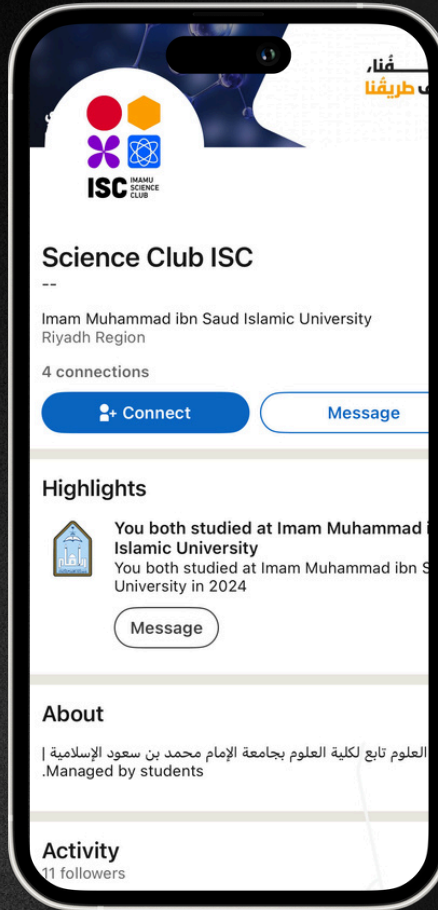 طريقنا
ISC IMAMU
SCIENCE
CLUB
Science Club ISC
--
Imam Muhammad ibn Saud Islamic University
Riyadh Region
4 connections
Connect
Message
Highlights
You both studied at Imam Muhammad
Islamic University
You both studied at Imam Muhammad ibn
University in 2024
Message
About
العلوم تابع لكلية العلوم بجامعة الإمام محمد بن سعود الإسلامية |
.Managed by students
Activity
11 followers